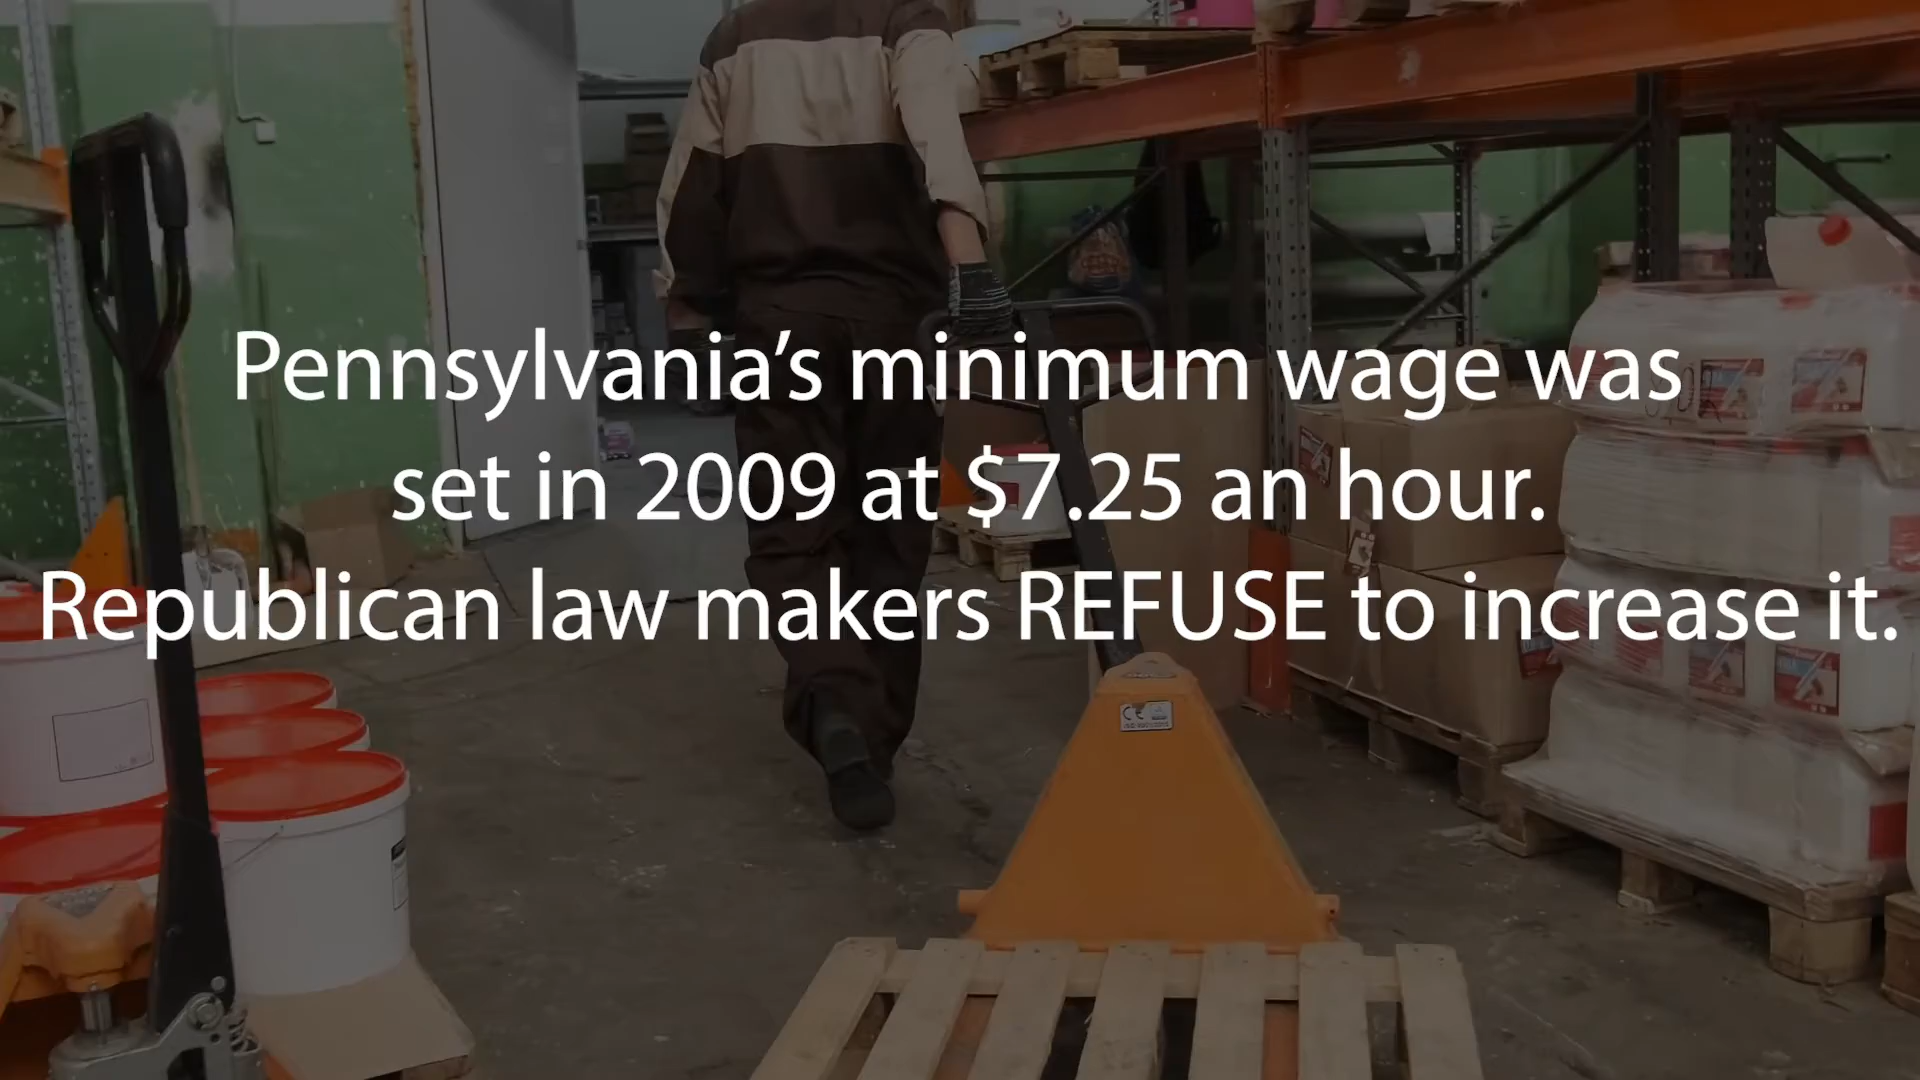 Pennsylvania’s minimum wage was
set in 2009 at $7.25 an hour.
Republican law makers REFUSE to increase it.
CE